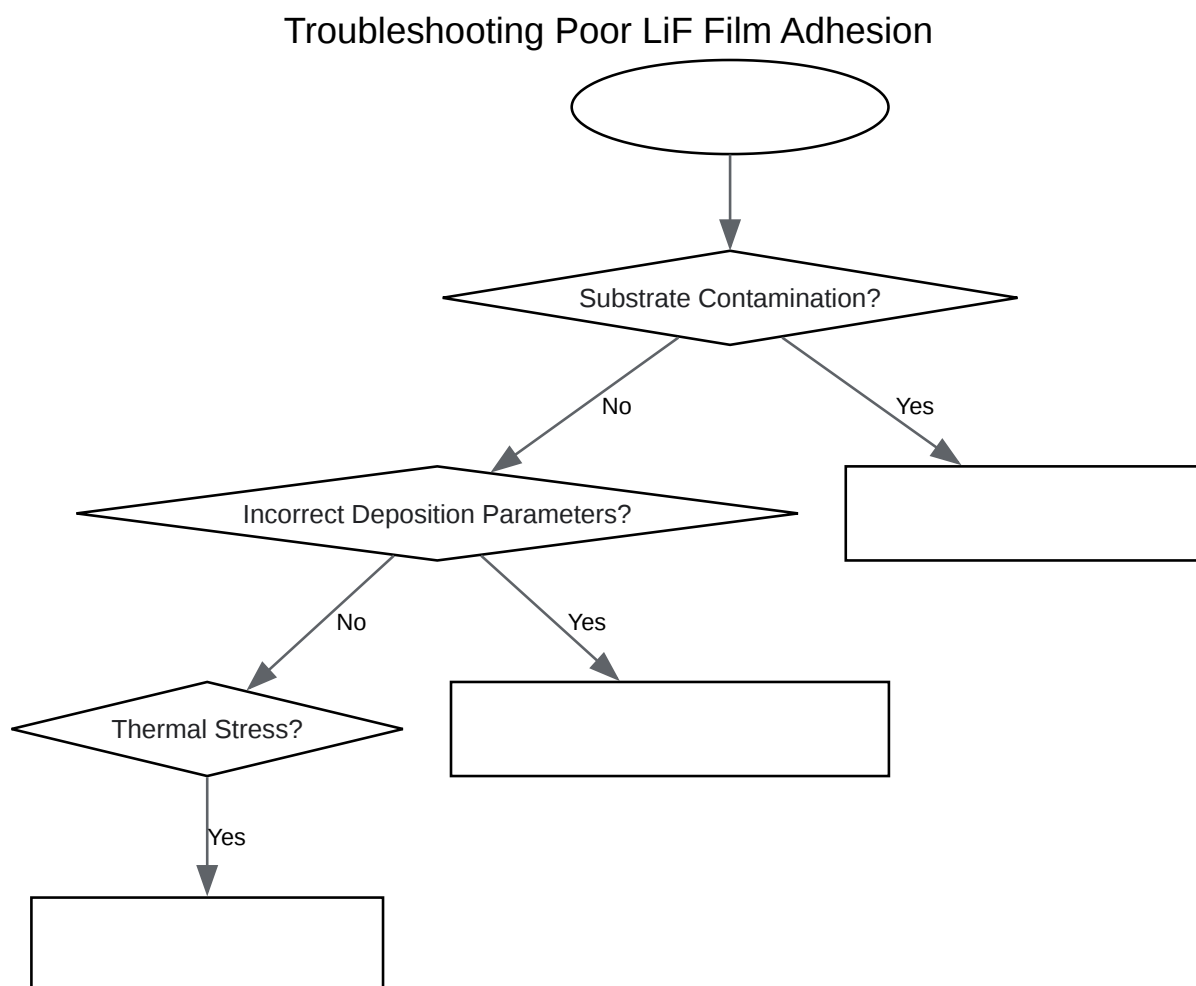 Troubleshooting Poor LiF Film Adhesion
Substrate Contamination?
No
Yes
Incorrect Deposition Parameters?
No
Yes
Thermal Stress?
Yes